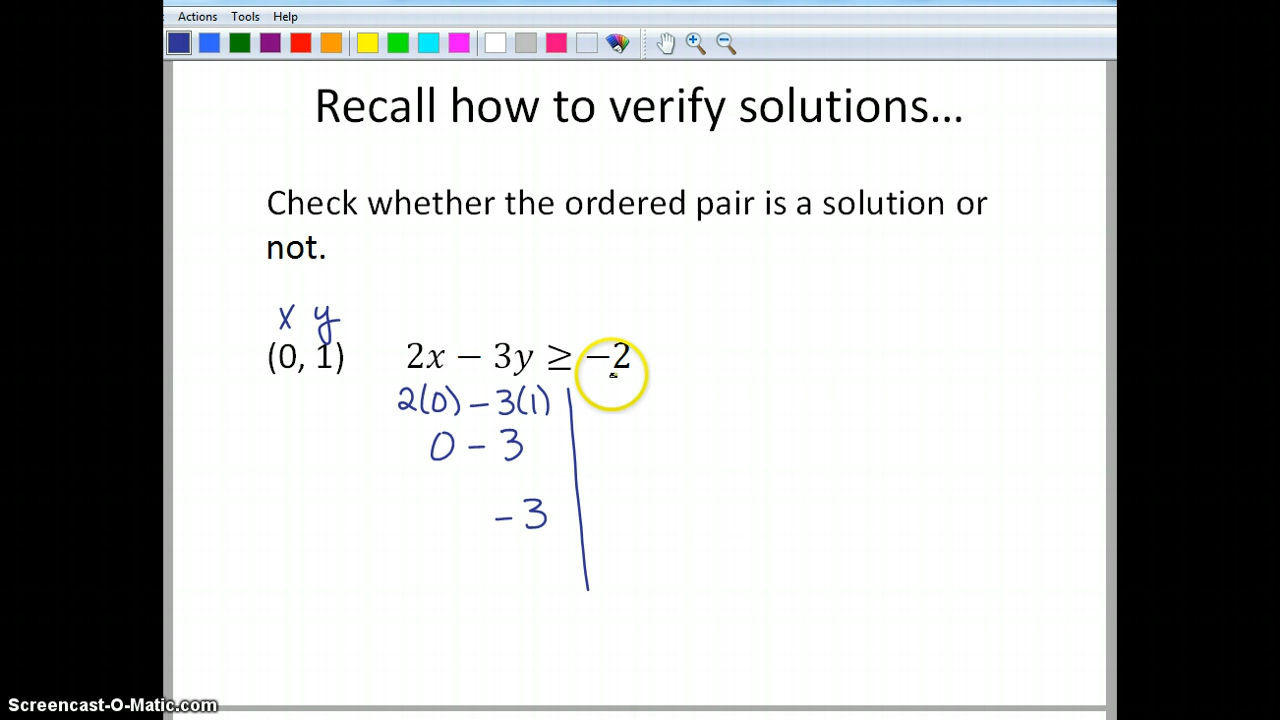 Actions Tools Help
Recall how to verify solutions...
Check whether the ordered pair is a solution or
not.
x y
(0, 1) 2x − 3y ≥ −2
2(0) − 3(1)
0 − 3
− 3
Screencast-O-Matic.com